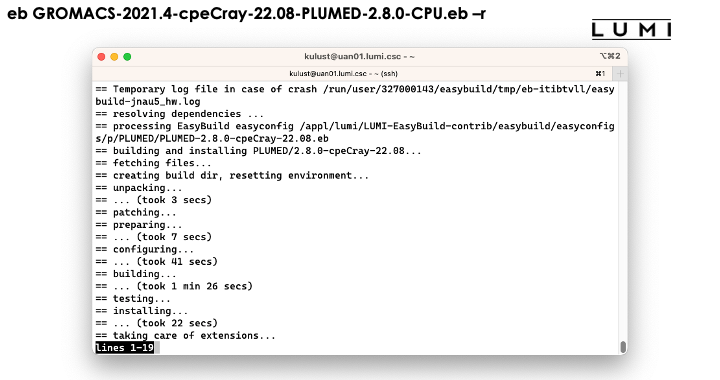 eb GROMACS-2021.4-cpeCray-22.08-PLUMED-2.8.0-CPU.eb –r
LUMI
kulust@uan01.lumi.csc - ~
⌥⌘2
kulust@uan01.lumi.csc - ~ (ssh)
⌘1
+
== Temporary log file in case of crash /run/user/327000143/easybuild/tmp/eb-itibtvll/easy
build-jnau5_hw.log
== resolving dependencies ...
== processing EasyBuild easyconfig /appl/lumi/LUMI-EasyBuild-contrib/easybuild/easyconfig
s/p/PLUMED/PLUMED-2.8.0-cpeCray-22.08.eb
== building and installing PLUMED/2.8.0-cpeCray-22.08...
== fetching files...
== creating build dir, resetting environment...
== unpacking...
== ... (took 3 secs)
== patching...
== preparing...
== ... (took 7 secs)
== configuring...
== ... (took 41 secs)
== building...
== ... (took 1 min 26 secs)
== testing...
== installing...
== ... (took 22 secs)
== taking care of extensions...
lines 1-19